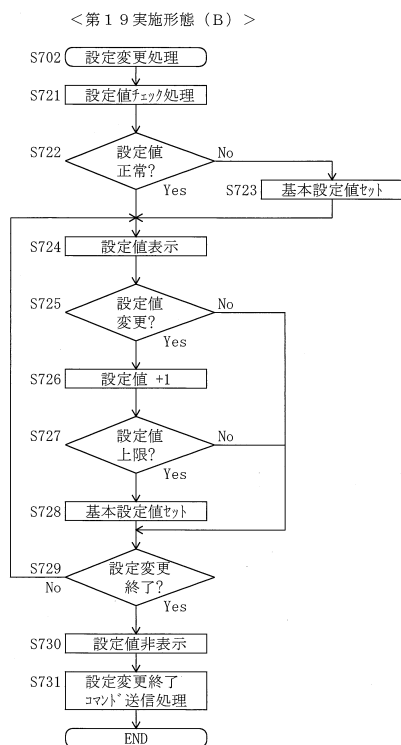 <第19実施形態(B)>
S702 設定変更処理
S721 設定値チェック処理
S722 設定値
正常?
No
Yes
S723 基本設定値セット
S724 設定値表示
S725 設定値
変更?
No
Yes
S726 設定値 +1
S727 設定値
上限?
No
Yes
S728 基本設定値セット
S729 設定変更
終了?
No
Yes
S730 設定値非表示
S731 設定変更終了
コマンド送信処理
END